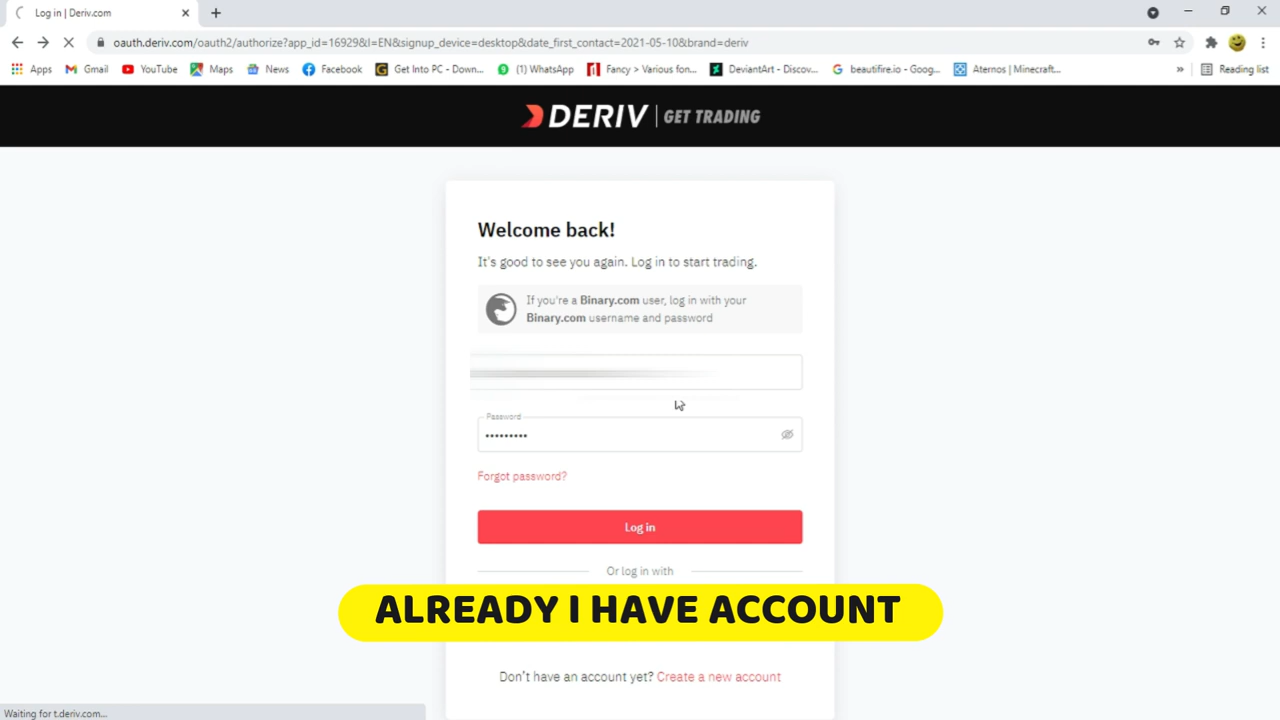 Log in | Deriv.com
oauth.deriv.com/oauth2/authorize?app_id=16929&l=EN&signup_device=desktop&date_first_contact=2021-05-10&brand=deriv
Apps Gmail YouTube Maps News Facebook Get Into PC - Down... (1) WhatsApp Fancy > Various fon... DeviantArt - Discov... beautifire.io - Goog... Aternos | Minecraft... » Reading list
DERIV | GET TRADING
Welcome back!
It's good to see you again. Log in to start trading.
If you're a Binary.com user, log in with your
Binary.com username and password
Password
•••••••••
Forgot password?
Log in
Or log in with
ALREADY I HAVE ACCOUNT
Don't have an account yet? Create a new account
Waiting for t.deriv.com...